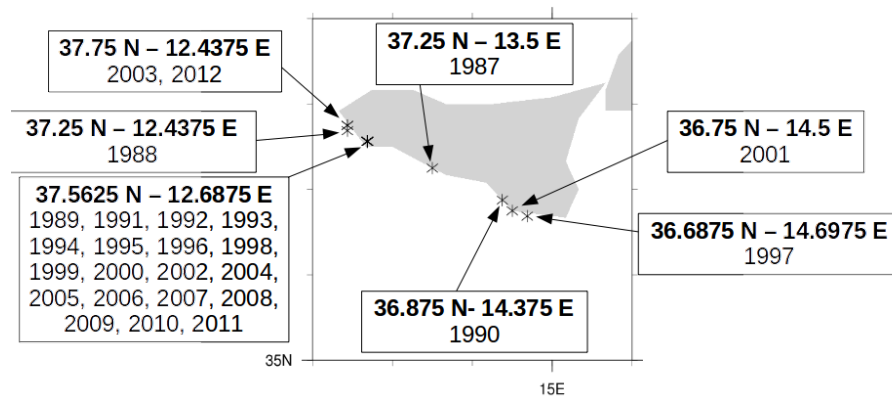 37.75 N – 12.4375 E
2003, 2012
37.25 N – 13.5 E
1987
37.25 N – 12.4375 E
1988
36.75 N – 14.5 E
2001
37.5625 N – 12.6875 E
1989, 1991, 1992, 1993,
1994, 1995, 1996, 1998,
1999, 2000, 2002, 2004,
2005, 2006, 2007, 2008,
2009, 2010, 2011
36.6875 N – 14.6975 E
1997
36.875 N- 14.375 E
1990
35N
15E